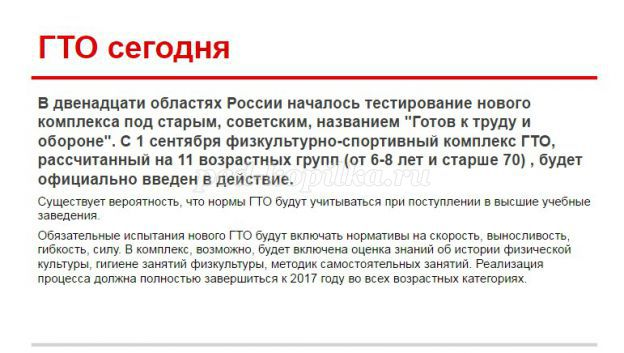 ГТО сегодня
В двенадцати областях России началось тестирование нового
комплекса под старым, советским, названием "Готов к труду и
обороне". С 1 сентября физкультурно-спортивный комплекс ГТО,
рассчитанный на 11 возрастных групп (от 6-8 лет и старше 70) , будет
официально введен в действие.
Существует вероятность, что нормы ГТО будут учитываться при поступлении в высшие учебные
заведения.
Обязательные испытания нового ГТО будут включать нормативы на скорость, выносливость,
гибкость, силу. В комплекс, возможно, будет включена оценка знаний об истории физической
культуры, гигиене занятий физкультуры, методик самостоятельных занятий. Реализация
процесса должна полностью завершиться к 2017 году во всех возрастных категориях.